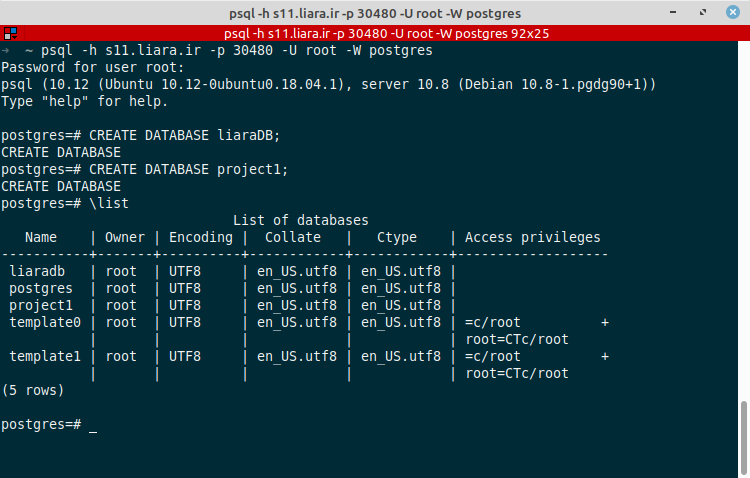 psql -h s11.liara.ir -p 30480 -U root -W postgres
psql -h s11.liara.ir -p 30480 -U root -W postgres 92x25
➜  ~ psql -h s11.liara.ir -p 30480 -U root -W postgres
Password for user root:
psql (10.12 (Ubuntu 10.12-0ubuntu0.18.04.1), server 10.8 (Debian 10.8-1.pgdg90+1))
Type "help" for help.

postgres=# CREATE DATABASE liaraDB;
CREATE DATABASE
postgres=# CREATE DATABASE project1;
CREATE DATABASE
postgres=# \list
                             List of databases
   Name    | Owner | Encoding |  Collate   |   Ctype    | Access privileges
-----------+-------+----------+------------+------------+-------------------
 liaradb   | root  | UTF8     | en_US.utf8 | en_US.utf8 |
 postgres  | root  | UTF8     | en_US.utf8 | en_US.utf8 |
 project1  | root  | UTF8     | en_US.utf8 | en_US.utf8 |
 template0 | root  | UTF8     | en_US.utf8 | en_US.utf8 | =c/root          +
           |       |          |            |            | root=CTc/root
 template1 | root  | UTF8     | en_US.utf8 | en_US.utf8 | =c/root          +
           |       |          |            |            | root=CTc/root
(5 rows)

postgres=# _